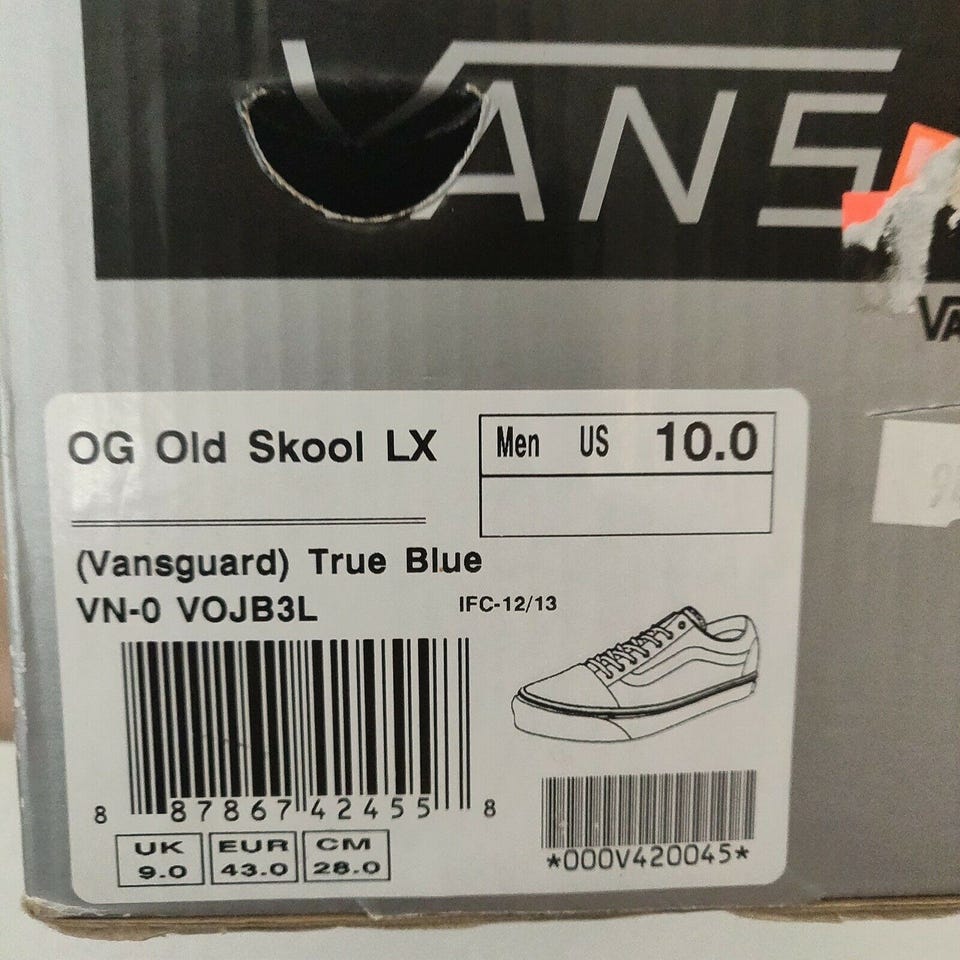 VANS
VA
OG Old Skool LX
Men US 10.0
(Vansguard) True Blue
VN-0 VOJB3L
IFC-12/13
8 87867 42455 8
UK
9.0
EUR
43.0
CM
28.0
*000V420045*